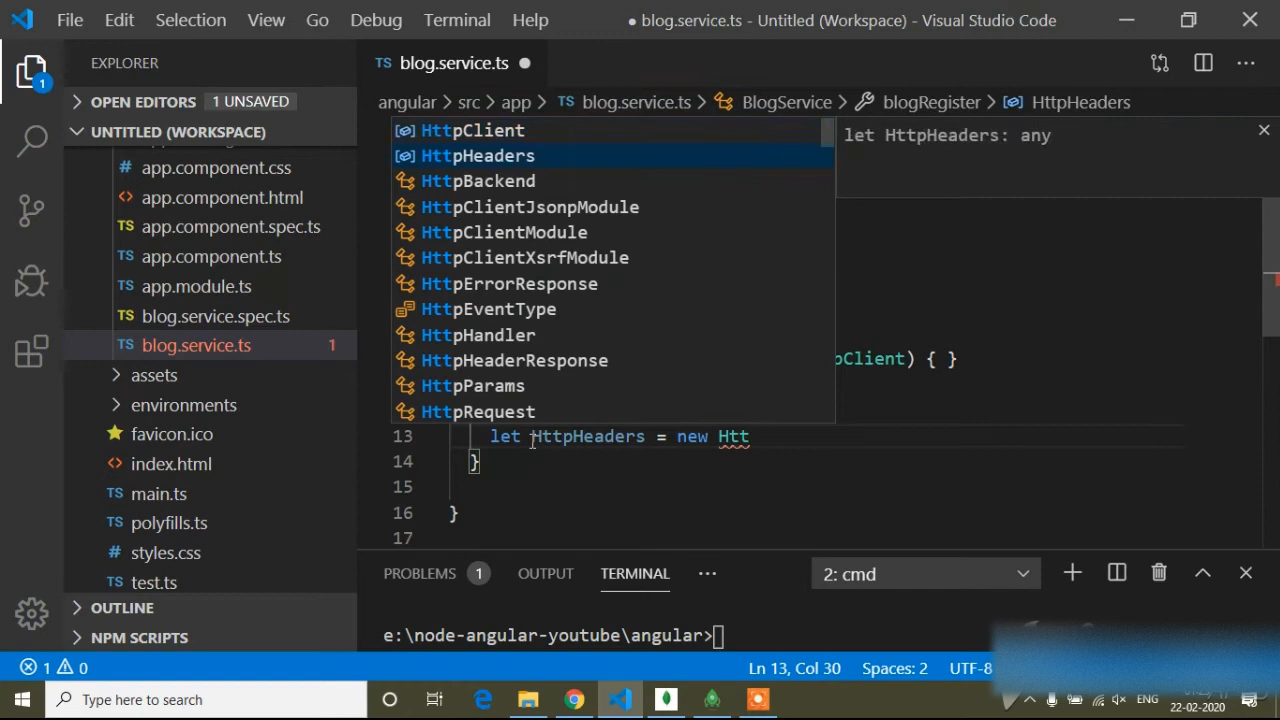 File Edit Selection View Go Debug Terminal Help ● blog.service.ts - Untitled (Workspace) - Visual Studio Code
EXPLORER
TS blog.service.ts
OPEN EDITORS 1 UNSAVED
angular src app TS blog.service.ts BlogService blogRegister HttpHeaders
UNTITLED (WORKSPACE)
1
# app.component.css
<> app.component.html
TS app.component.spec.ts
TS app.component.ts
TS app.module.ts
TS blog.service.spec.ts
TS blog.service.ts 1
assets
environments
favicon.ico
<> index.html
TS main.ts
TS polyfills.ts
# styles.css
TS test.ts
OUTLINE
NPM SCRIPTS
HttpClient
HttpHeaders
HttpBackend
HttpClientJsonpModule
HttpClientModule
HttpClientXsrfModule
HttpErrorResponse
HttpEventType
HttpHandler
HttpHeaderResponse
HttpParams
HttpRequest
let HttpHeaders: any
pClient) { }
13 let HttpHeaders = new Htt
14 }
15
16 }
17
PROBLEMS 1 OUTPUT TERMINAL ··· 2: cmd
e:\node-angular-youtube\angular>
1 0 Ln 13, Col 30 Spaces: 2 UTF-8
Type here to search
ENG
22-02-2020